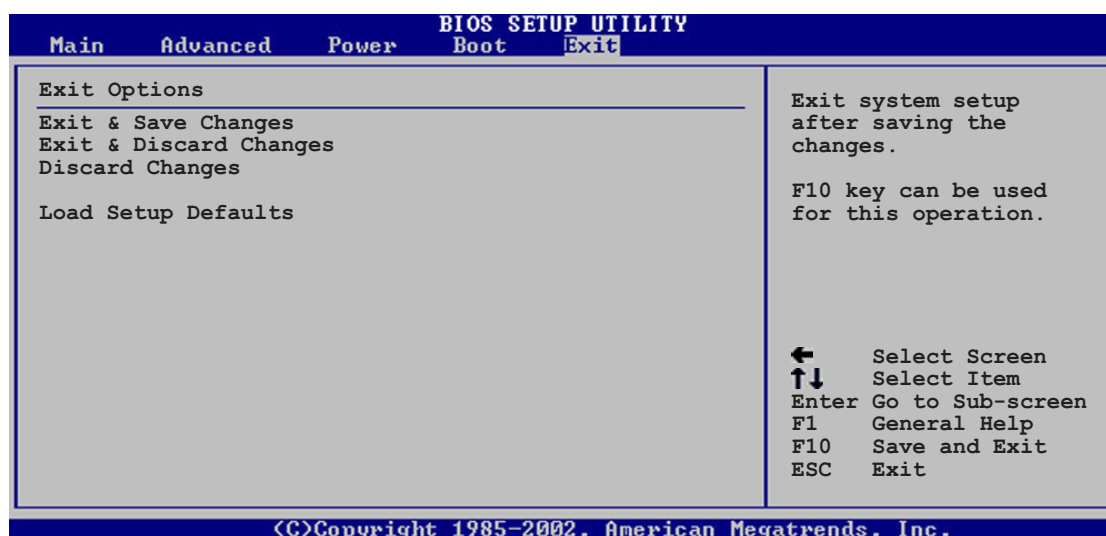 BIOS SETUP UTILITY
Main Advanced Power Boot Exit
Exit Options
Exit & Save Changes
Exit & Discard Changes
Discard Changes
Load Setup Defaults
Exit system setup
after saving the
changes.
F10 key can be used
for this operation.
← Select Screen
↑↓ Select Item
Enter Go to Sub-screen
F1 General Help
F10 Save and Exit
ESC Exit
(C)Copyright 1985-2002, American Megatrends, Inc.